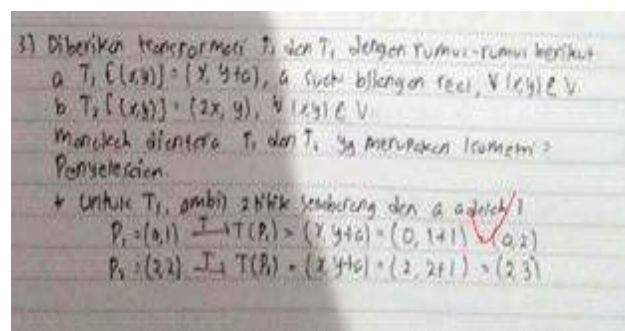 3) Diberikan transformasi T₁ dan T₂ dengan rumus-rumus berikut
a T₁ [(x,y)] = (x, y+a), a suatu bilangan reel, ∀ (x,y) ∈ V
b T₂ [(x,y)] = (2x, y), ∀ (x,y) ∈ V
Manakah diantara T₁ dan T₂ yg merupakan Isometri?
Penyelesaian
* Untuk T₁, ambil 2 titik sembarang dan a adalah 1
P₁ = (0,1) T→ T(P₁) = (x, y+a) = (0, 1+1) = (0,2)
P₂ = (2,2) T→ T(P₂) = (x, y+a) = (2, 2+1) = (2,3)